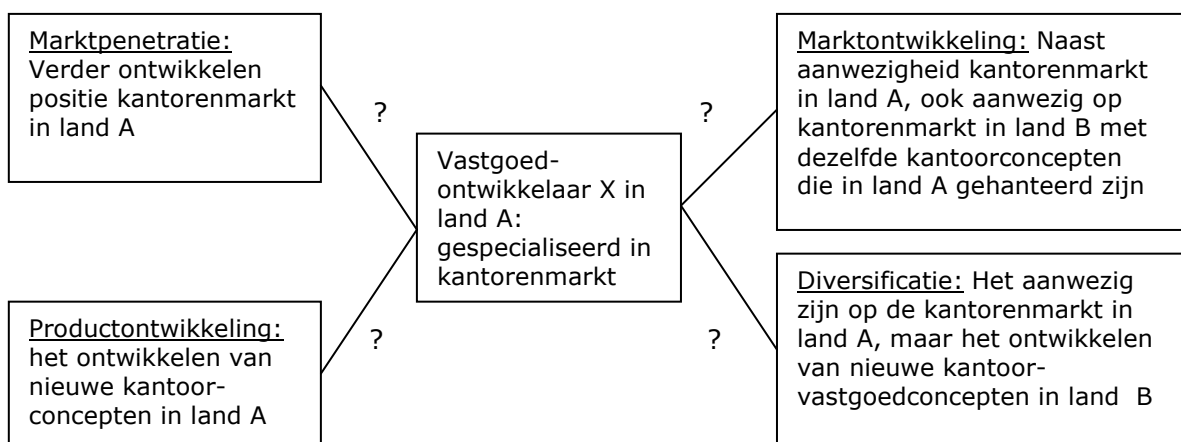 Marktpenetratie:
Verder ontwikkelen
positie kantorenmarkt
in land A
?
?
Marktontwikkeling: Naast
aanwezigheid kantorenmarkt
in land A, ook aanwezig op
kantorenmarkt in land B met
dezelfde kantoorconcepten
die in land A gehanteerd zijn
Vastgoed-
ontwikkelaar X in
land A:
gespecialiseerd in
kantorenmarkt
Productontwikkeling:
het ontwikkelen van
nieuwe kantoor-
concepten in land A
?
?
Diversificatie: Het aanwezig
zijn op de kantorenmarkt in
land A, maar het ontwikkelen
van nieuwe kantoor-
vastgoedconcepten in land  B